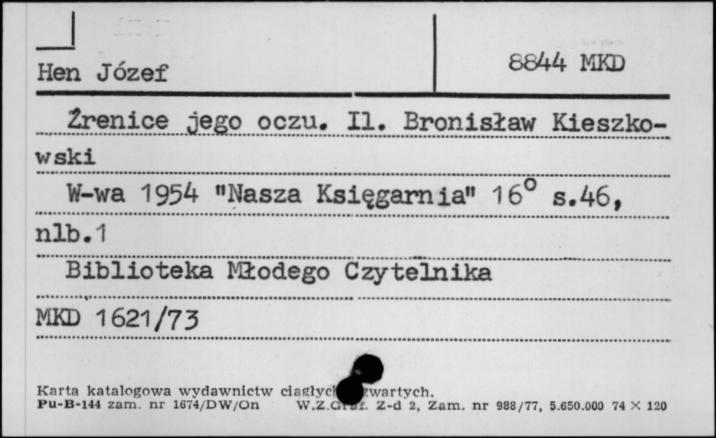 Hen Józef
8844 MKD
Źrenice jego oczu. Il. Bronisław Kieszko-
wski
W-wa 1954 "Nasza Księgarnia" 16° s.46,
nlb.1
Biblioteka Młodego Czytelnika
MKD 1621/73
Karta katalogowa wydawnictw
Pu-B-144 zam. nr 1674/DW/On W.Z.Graf. Z-d 2, Zam. nr 988/77, 5.650.000 74 × 120